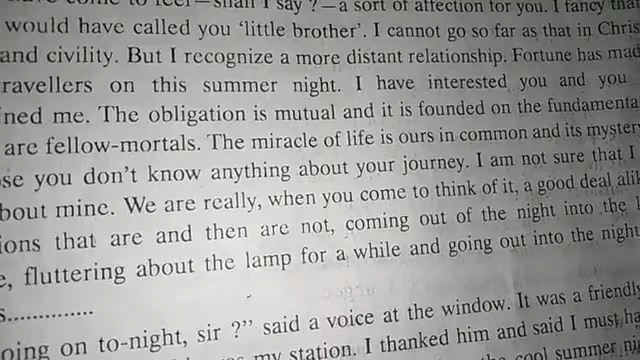 to feel—shall I say ?—a sort of affection for you. I fancy that
would have called you ‘little brother’. I cannot go so far as that in Chris
and civility. But I recognize a more distant relationship. Fortune has mad
ravellers on this summer night. I have interested you and you
ned me. The obligation is mutual and it is founded on the fundamenta
are fellow-mortals. The miracle of life is ours in common and its myster
se you don’t know anything about your journey. I am not sure that I
bout mine. We are really, when you come to think of it, a good deal alik
ions that are and then are not, coming out of the night into the l
e, fluttering about the lamp for a while and going out into the night
s..............
oing on to-night, sir ?” said a voice at the window. It was a friendly
my station. I thanked him and said I must ha
cool summer ni